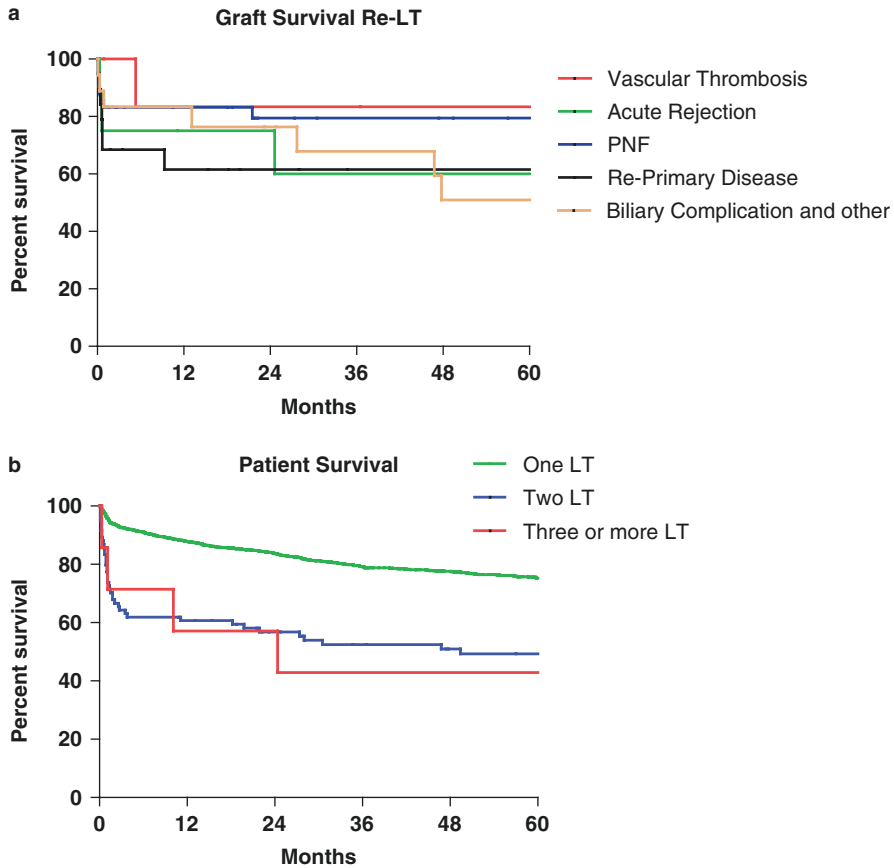 a
Graft Survival Re-LT
Percent survival
100
80
60
40
20
0
0 12 24 36 48 60
Months
Vascular Thrombosis
Acute Rejection
PNF
Re-Primary Disease
Biliary Complication and other
b
Patient Survival
One LT
Two LT
Three or more LT
Percent survival
100
80
60
40
20
0
0 12 24 36 48 60
Months